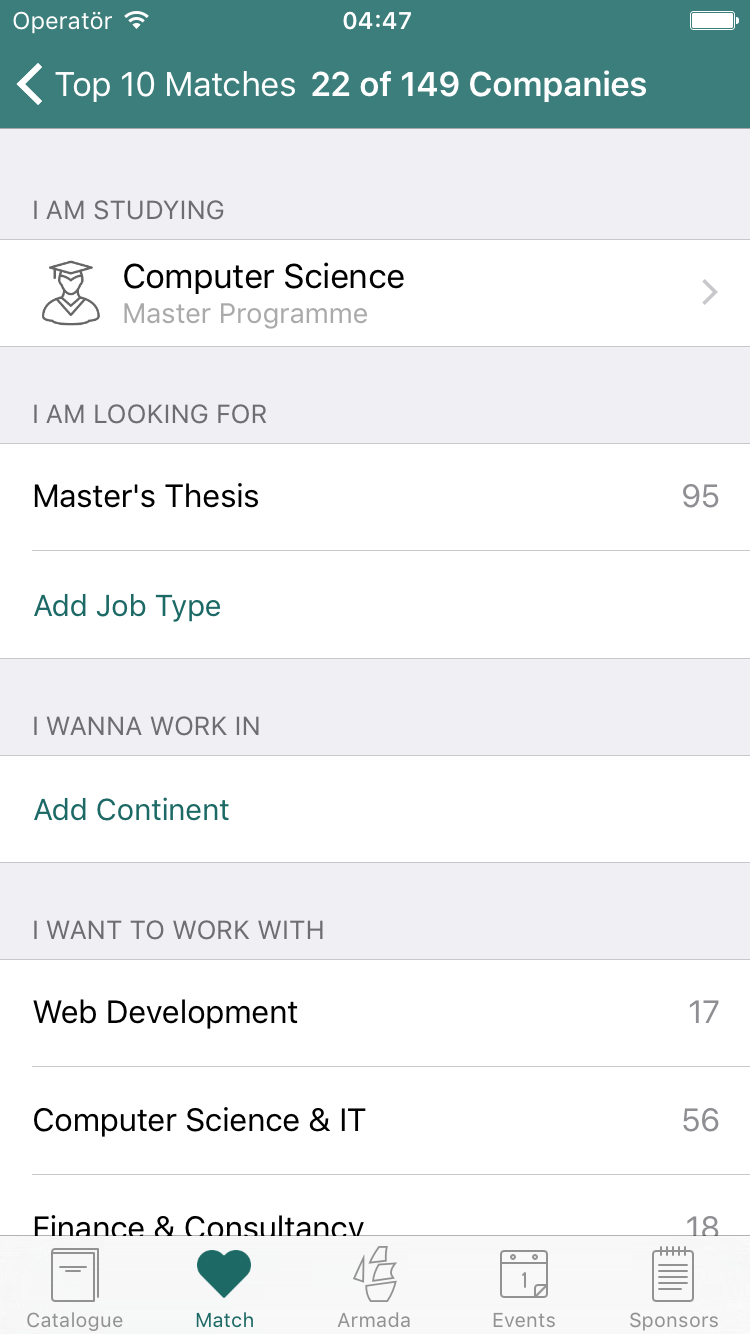 Operatör 04:47
Top 10 Matches 22 of 149 Companies
I AM STUDYING
Computer Science
Master Programme
I AM LOOKING FOR
Master's Thesis 95
Add Job Type
I WANNA WORK IN
Add Continent
I WANT TO WORK WITH
Web Development 17
Computer Science & IT 56
Finance & Consultancy 18
1
Catalogue Match Armada Events Sponsors